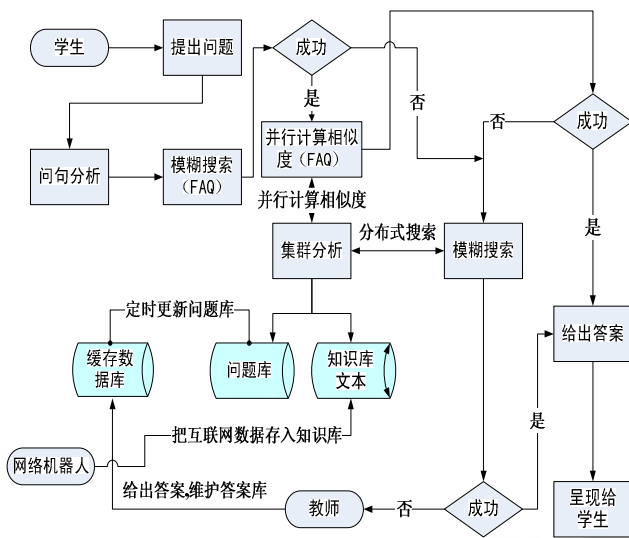 学生
提出问题
成功
是
否
成功
否
并行计算相似
度（FAQ）
问句分析
模糊搜索
（FAQ）
并行计算相似度
是
集群分析
分布式搜索
模糊搜索
定时更新问题库
给出答案
缓存数
据库
问题库
知识库
文本
是
把互联网数据存入知识库
网络机器人
给出答案,维护答案库
教师
否
成功
呈现给
学生